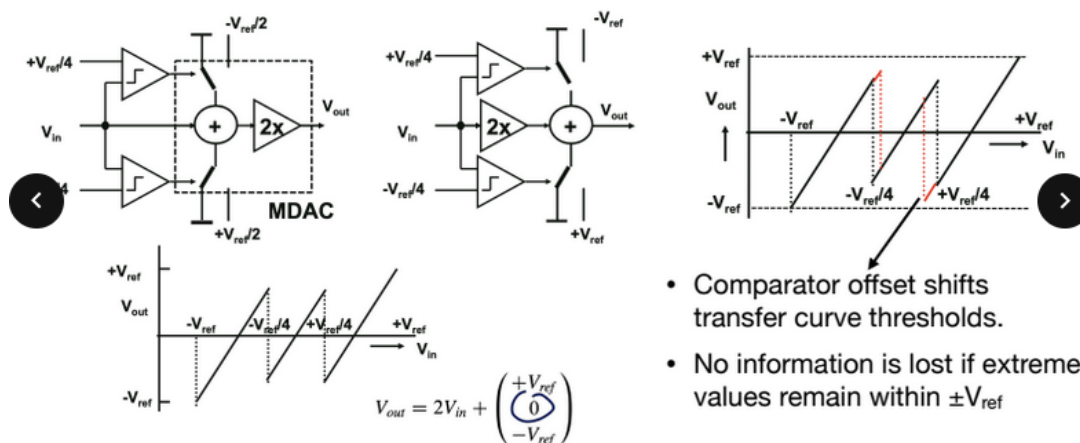 -Vref/2
+Vref/4
Vin
+
2x
Vout
/4
MDAC
+Vref/2
-Vref
+Vref/4
Vin
2x
+
Vout
-Vref/4
+Vref
+Vref
Vout
-Vref
+Vref
Vin
-Vref/4
+Vref/4
-Vref
+Vref
Vout
-Vref
-Vref/4
+Vref/4
+Vref
Vin
-Vref
Vout = 2Vin + ( +Vref
0
-Vref )
• Comparator offset shifts
transfer curve thresholds.
• No information is lost if extreme
values remain within ±Vref